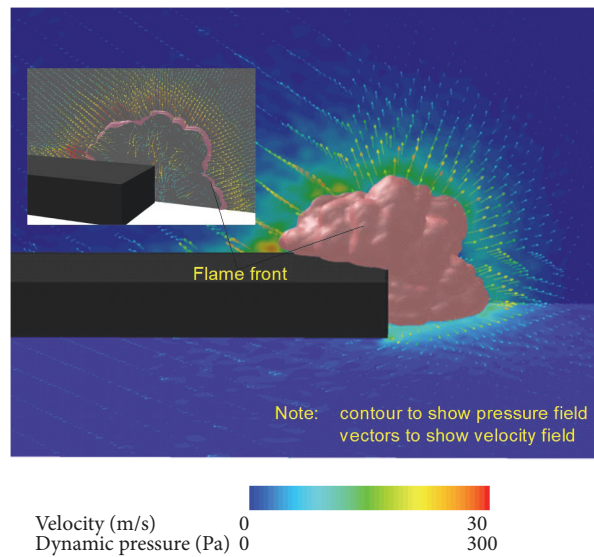 Flame front
Note: contour to show pressure field
vectors to show velocity field
Velocity (m/s) 0 30
Dynamic pressure (Pa) 0 300